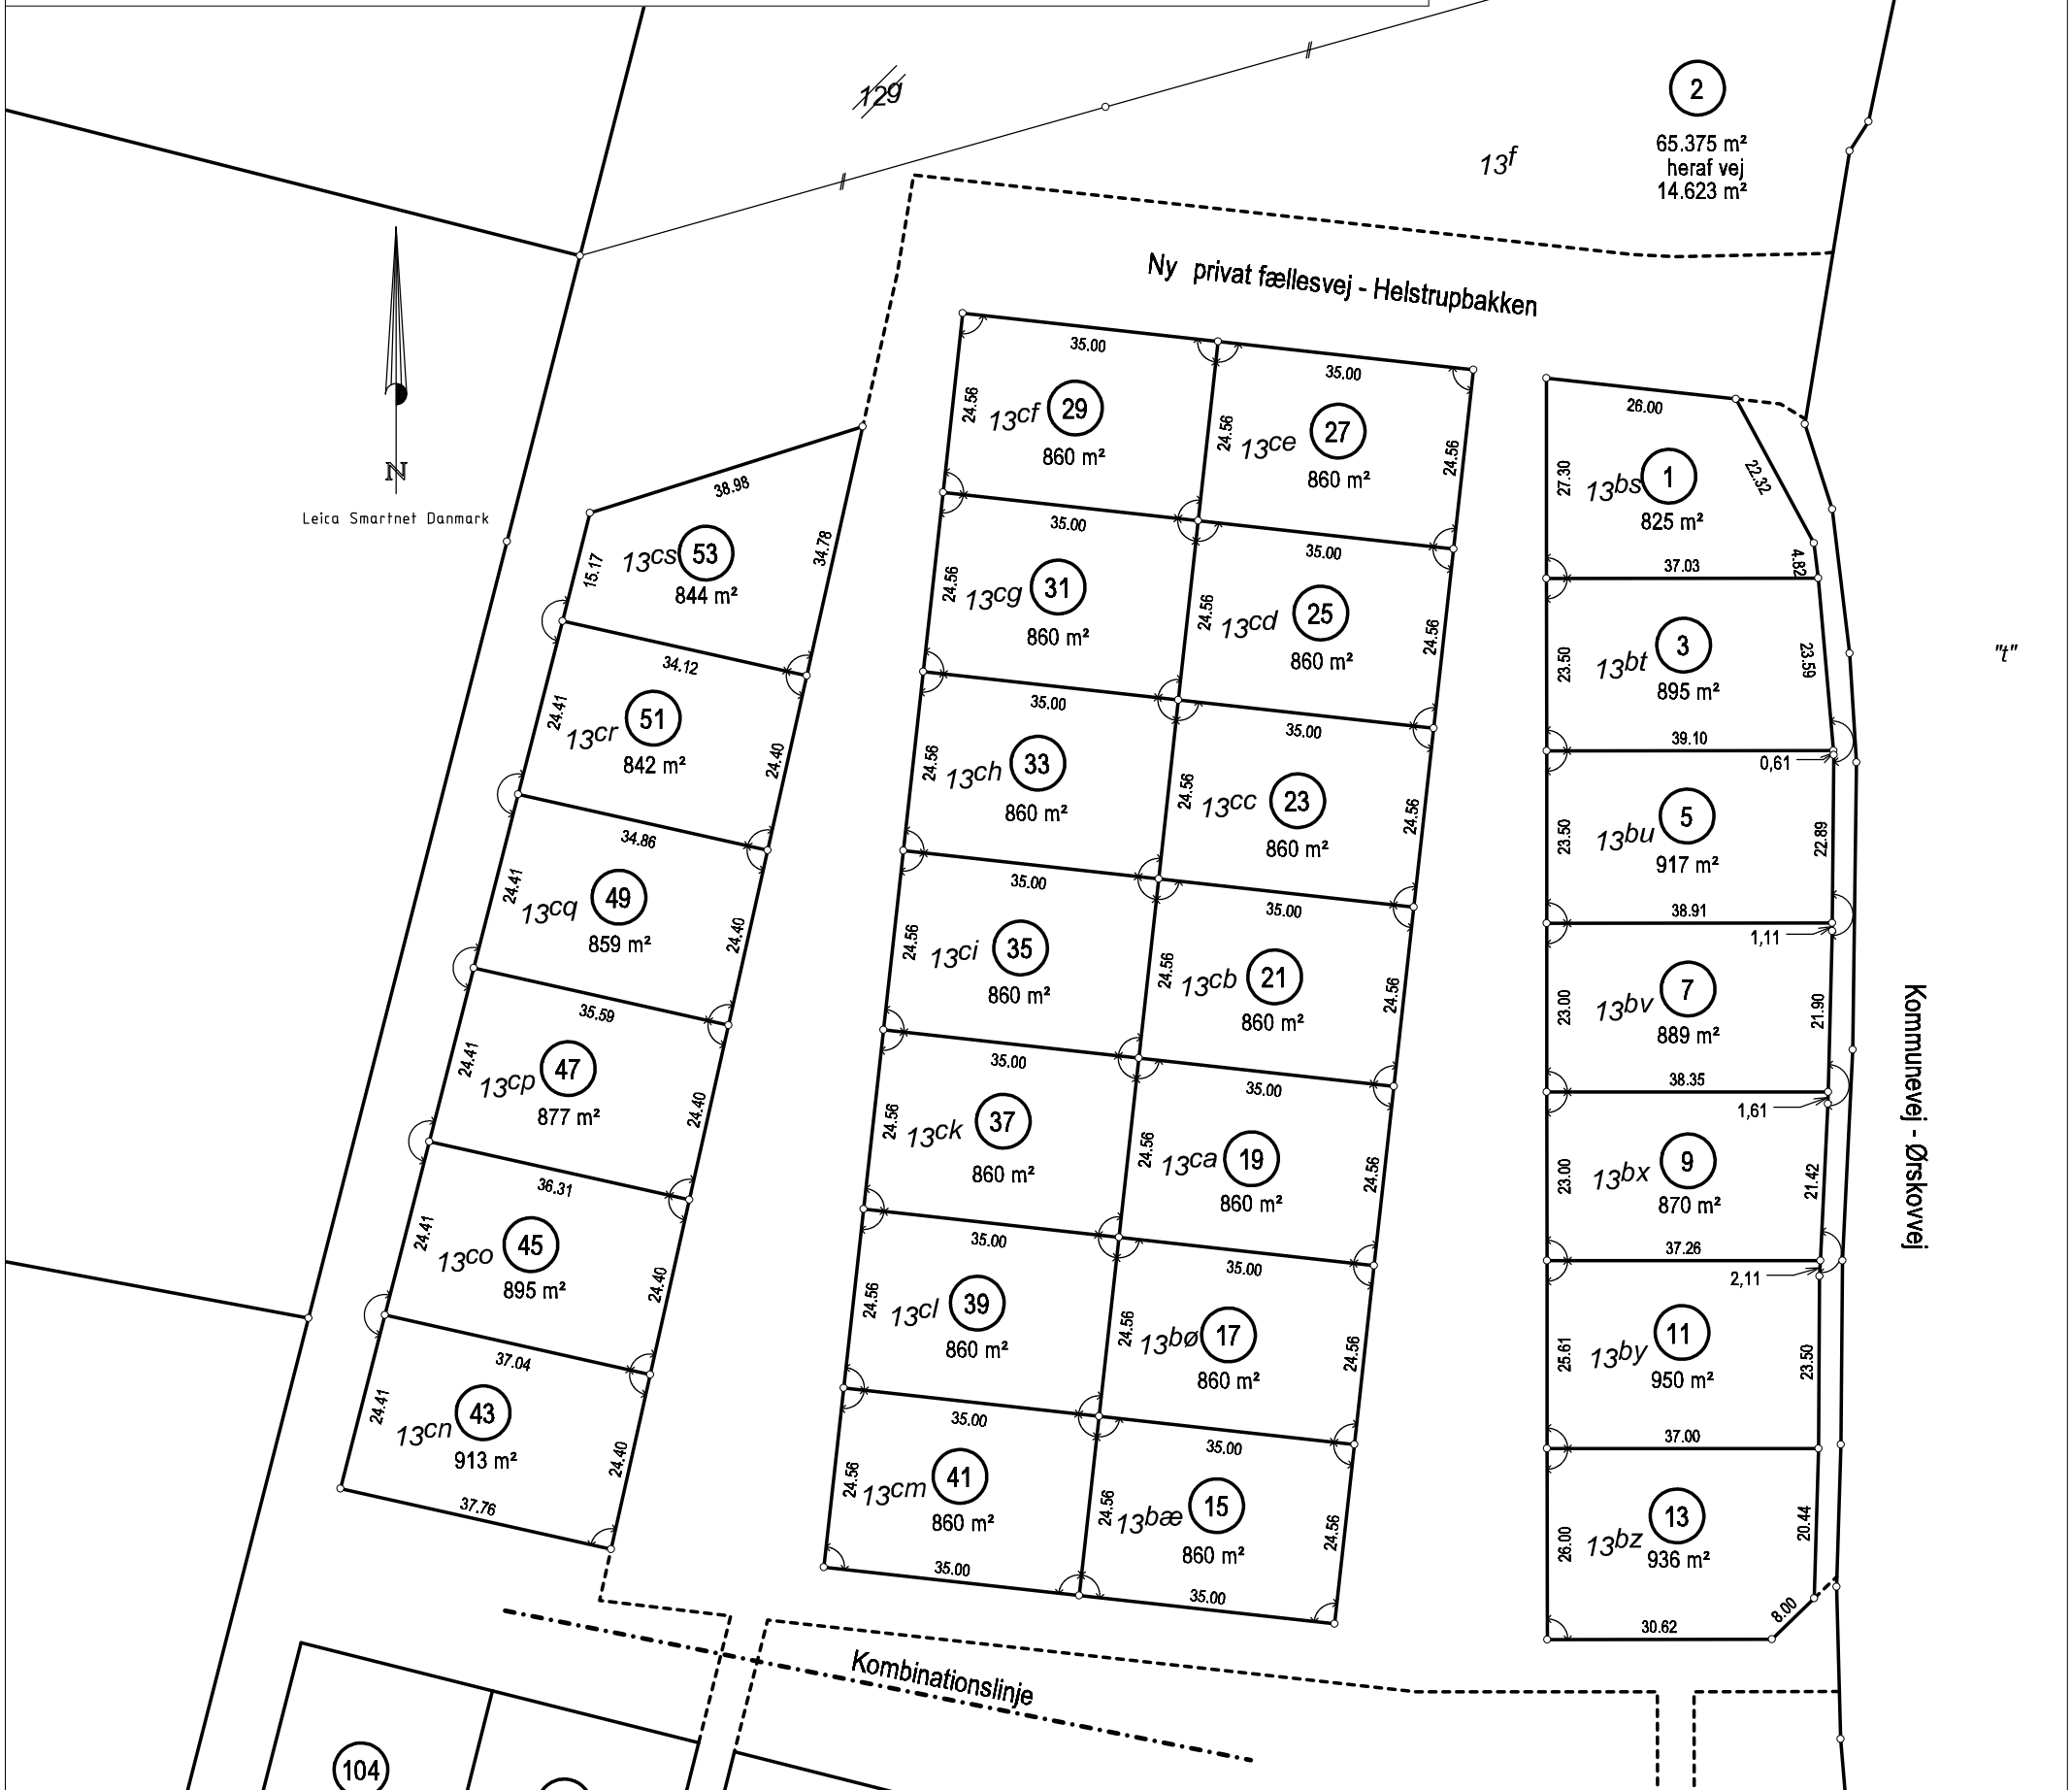 129
2
65.375 m²
heraf vej
14.623 m²
13f
Ny privat fællesvej - Helstrupbakken
N
Leica Smartnet Danmark
"t"
Kommunevej - Ørskovvej
38.98
15.17
13cs 53
844 m²
34.78
34.12
24.41
13cr 51
842 m²
24.40
34.86
24.41
13cq 49
859 m²
24.40
35.59
24.41
13cp 47
877 m²
24.40
36.31
24.41
13co 45
895 m²
24.40
37.04
24.41
13cn 43
913 m²
24.40
37.76
35.00
24.56
13cf 29
860 m²
24.56
35.00
24.56
13cg 31
860 m²
24.56
35.00
24.56
13ch 33
860 m²
24.56
35.00
24.56
13ci 35
860 m²
24.56
35.00
24.56
13ck 37
860 m²
24.56
35.00
24.56
13cl 39
860 m²
24.56
35.00
24.56
13cm 41
860 m²
24.56
35.00
35.00
13ce 27
860 m²
24.56
35.00
13cd 25
860 m²
24.56
35.00
13cc 23
860 m²
24.56
35.00
13cb 21
860 m²
24.56
35.00
13ca 19
860 m²
24.56
35.00
13bø 17
860 m²
24.56
35.00
13bæ 15
860 m²
24.56
35.00
26.00
27.30
13bs 1
825 m²
22.32
4.82
37.03
23.50
13bt 3
895 m²
23.59
39.10
0,61
23.50
13bu 5
917 m²
22.89
38.91
1,11
23.00
13bv 7
889 m²
21.90
38.35
1,61
23.00
13bx 9
870 m²
21.42
37.26
2,11
25.61
13by 11
950 m²
23.50
37.00
26.00
13bz 13
936 m²
20.44
8.00
30.62
Kombinationslinje
104